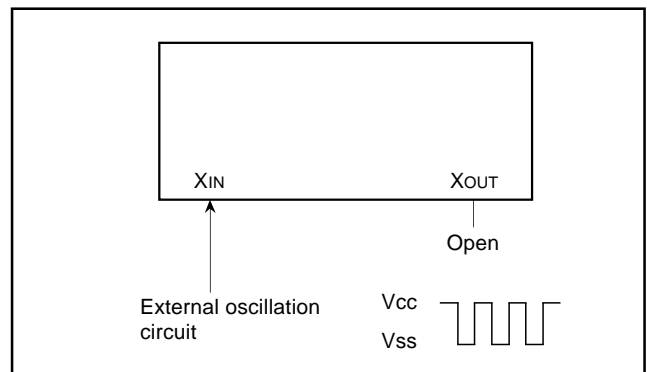 XIN XOUT
Open
External oscillation
circuit
Vcc
Vss